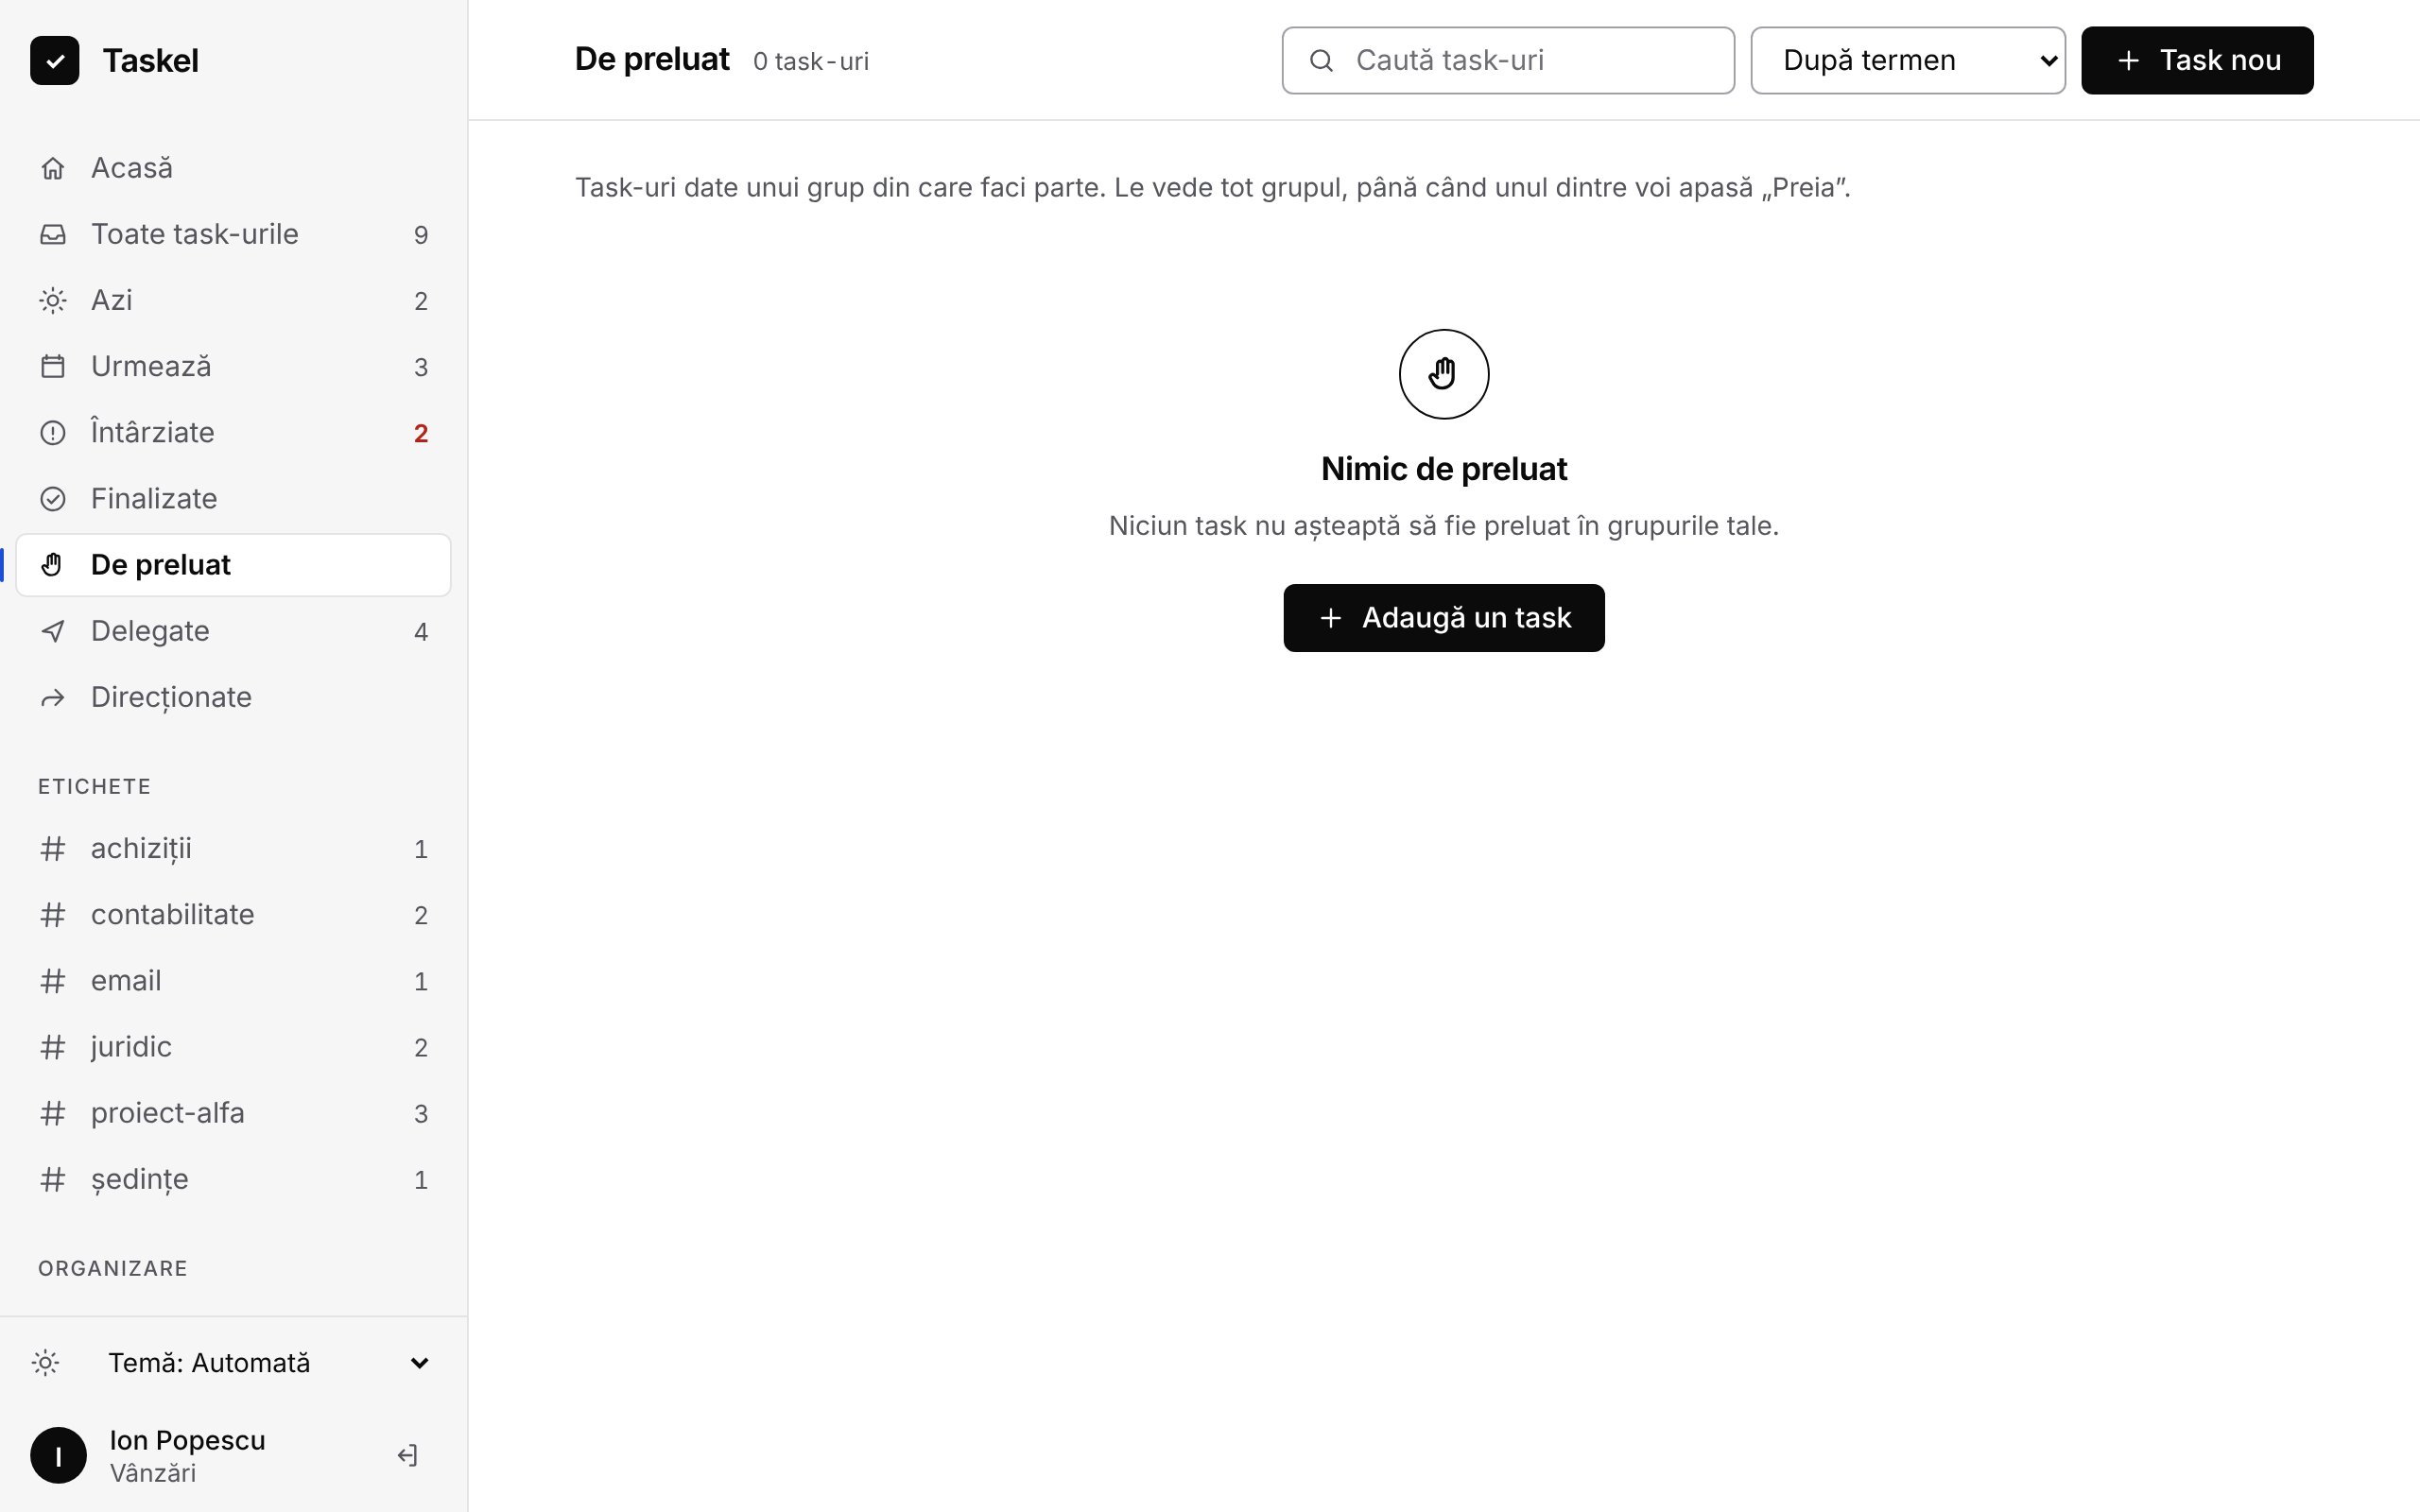 Taskel
Acasă
Toate task-urile 9
Azi 2
Urmează 3
Întârziate 2
Finalizate
De preluat
Delegate 4
Direcționate
ETICHETE
# achiziții 1
# contabilitate 2
# email 1
# juridic 2
# proiect-alfa 3
# ședințe 1
ORGANIZARE
Temă: Automată
I
Ion Popescu
Vânzări
De preluat 0 task-uri
Caută task-uri
După termen
+ Task nou
Task-uri date unui grup din care faci parte. Le vede tot grupul, până când unul dintre voi apasă „Preia”.
Nimic de preluat
Niciun task nu așteaptă să fie preluat în grupurile tale.
+ Adaugă un task